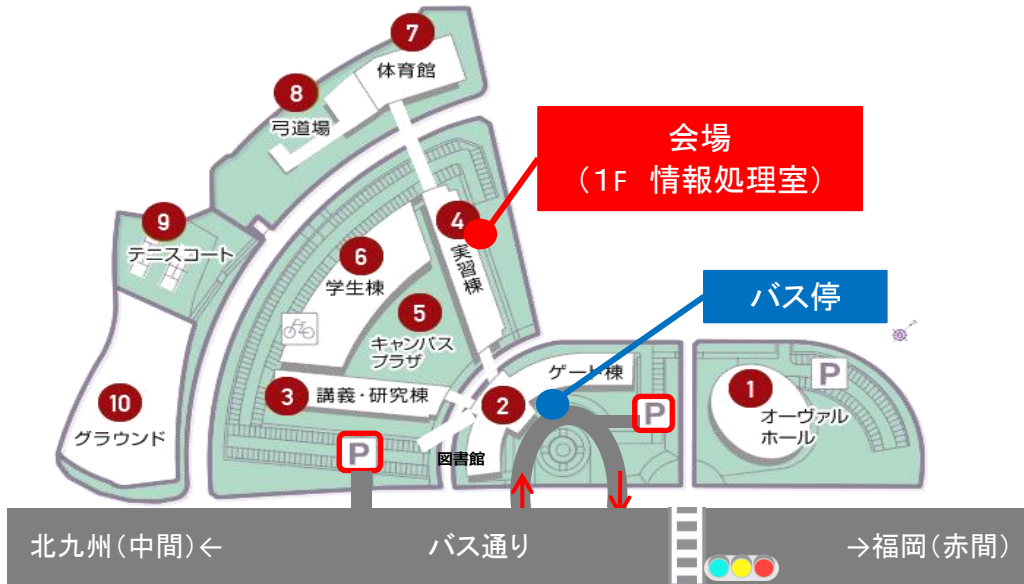 7
体育館
8
弓道場
会場
（1F 情報処理室）
9
テニスコート
4
実習棟
6
学生棟
バス停
5
キャンパス
プラザ
ゲート棟
3
講義・研究棟
2
1
オーヴァル
ホール
P
10
グラウンド
P
P
図書館
北九州（中間）←
バス通り
→福岡（赤間）